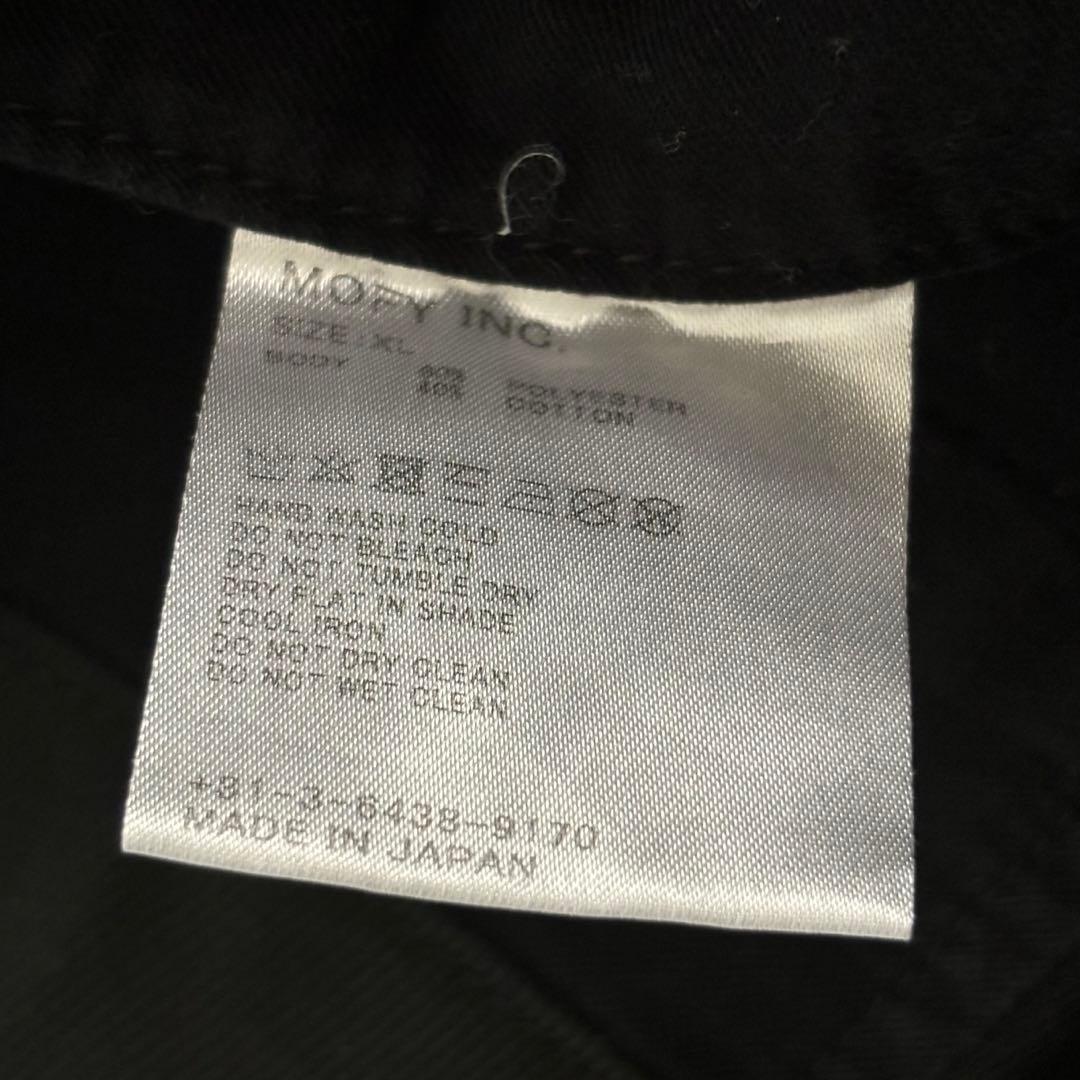 MOFY INC.
SIZE:XL
BODY 60% POLYESTER
40% COTTON
HAND WASH COLD
DO NOT BLEACH
DO NOT TUMBLE DRY
DRY FLAT IN SHADE
COOL IRON
DO NOT DRY CLEAN
DO NOT WET CLEAN
+81-3-6438-9170
MADE IN JAPAN